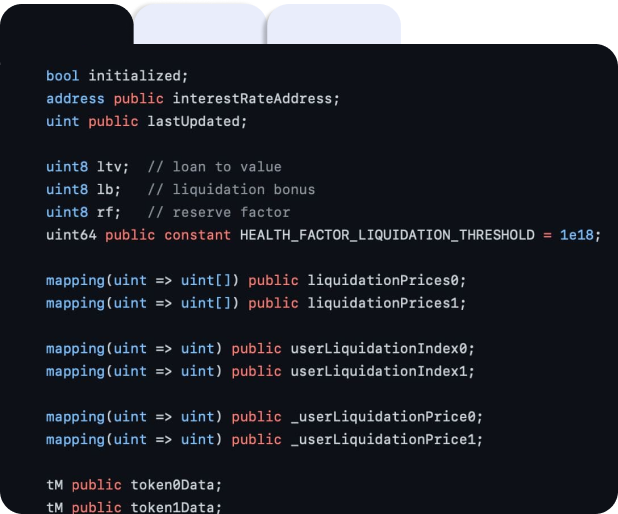 bool initialized;
address public interestRateAddress;
uint public lastUpdated;
uint8 ltv;  // loan to value
uint8 lb;   // liquidation bonus
uint8 rf;   // reserve factor
uint64 public constant HEALTH_FACTOR_LIQUIDATION_THRESHOLD = 1e18;
mapping(uint => uint[]) public liquidationPrices0;
mapping(uint => uint[]) public liquidationPrices1;
mapping(uint => uint) public userLiquidationIndex0;
mapping(uint => uint) public userLiquidationIndex1;
mapping(uint => uint) public _userLiquidationPrice0;
mapping(uint => uint) public _userLiquidationPrice1;
tM public token0Data;
tM public token1Data;